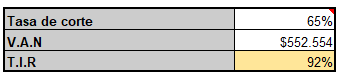 Tasa de corte 65%
V.A.N $552.554
T.I.R 92%